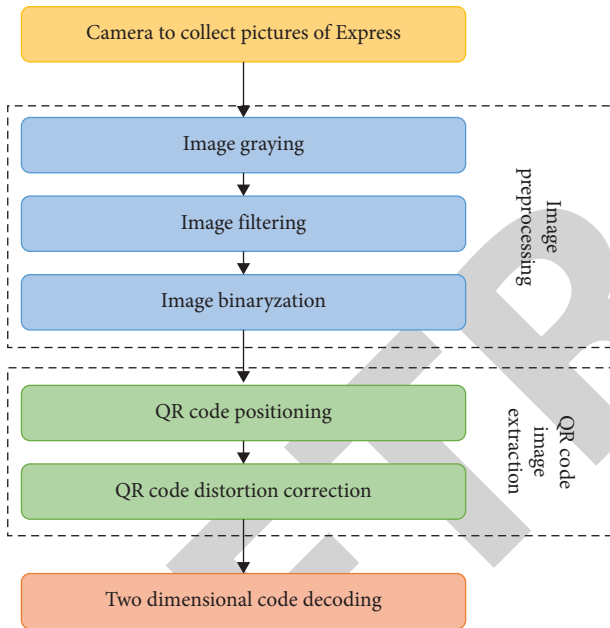 Camera to collect pictures of Express
Image graying
Image filtering
Image binaryzation
Image
preprocessing
QR code positioning
QR code distortion correction
QR code
image
extraction
Two dimensional code decoding